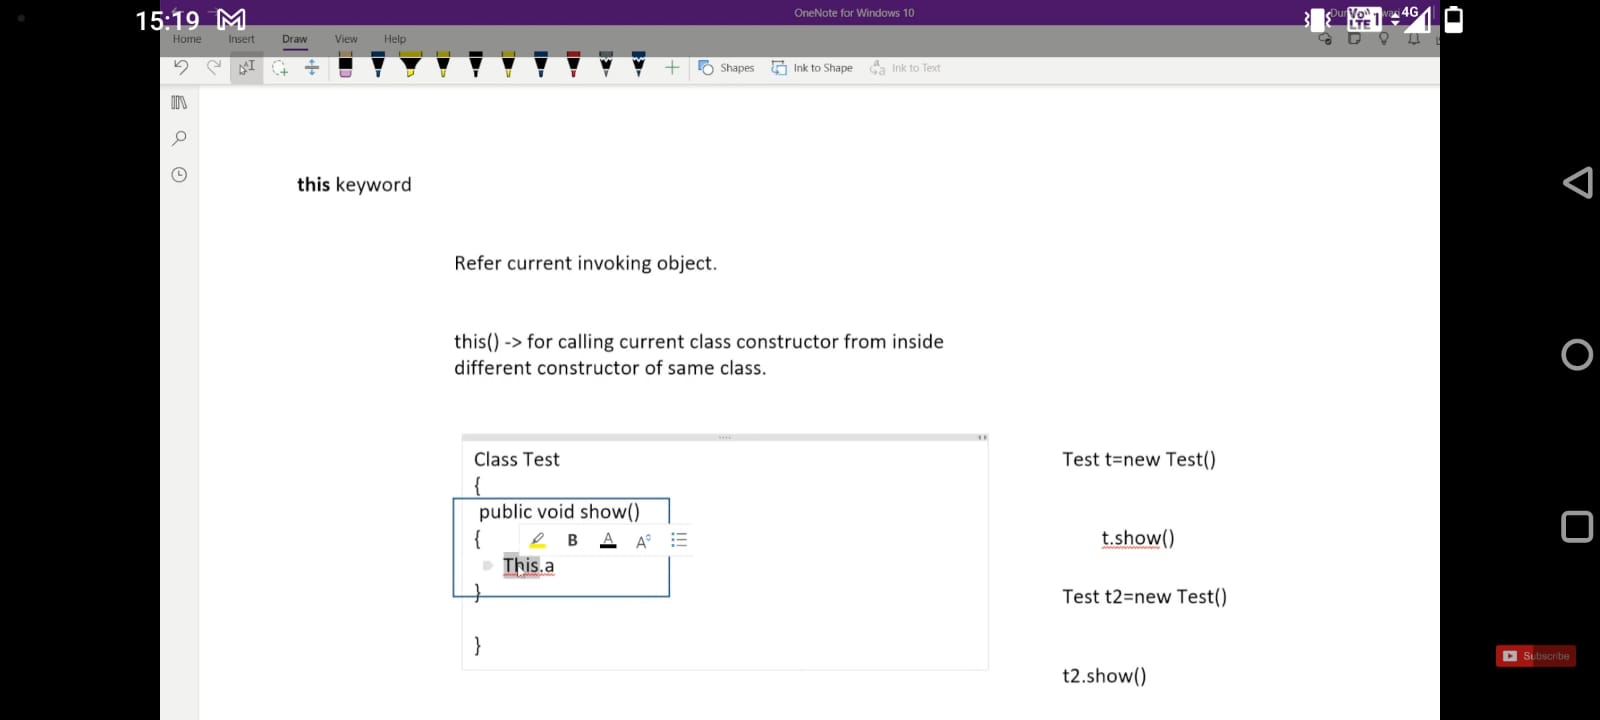 15:19
OneNote for Windows 10
4G
Home Insert Draw View Help
Shapes Ink to Shape Ink to Text
this keyword
Refer current invoking object.
this() -> for calling current class constructor from inside
different constructor of same class.
Class Test
{
public void show()
{
B A A
This.a
}
}
Test t=new Test()
t.show()
Test t2=new Test()
t2.show()
Subscribe